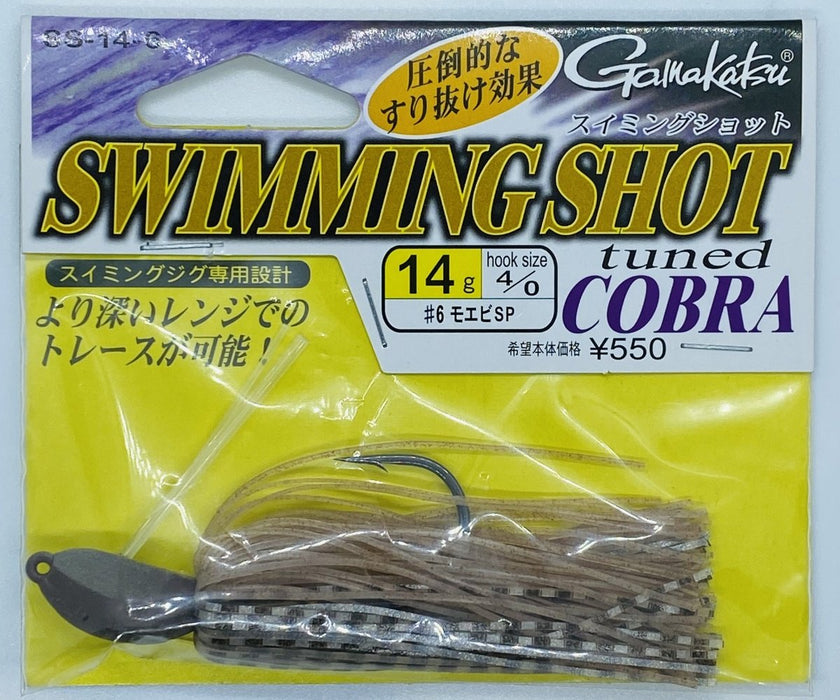 SS-14-6
圧倒的な
すり抜け効果
Gamakatsu®
スイミングショット
SWIMMING SHOT
tuned
COBRA
スイミングジグ専用設計
より深いレンジでの
トレースが可能！
14g
hook size
4/0
#6 モエビSP
希望本体価格 ¥550